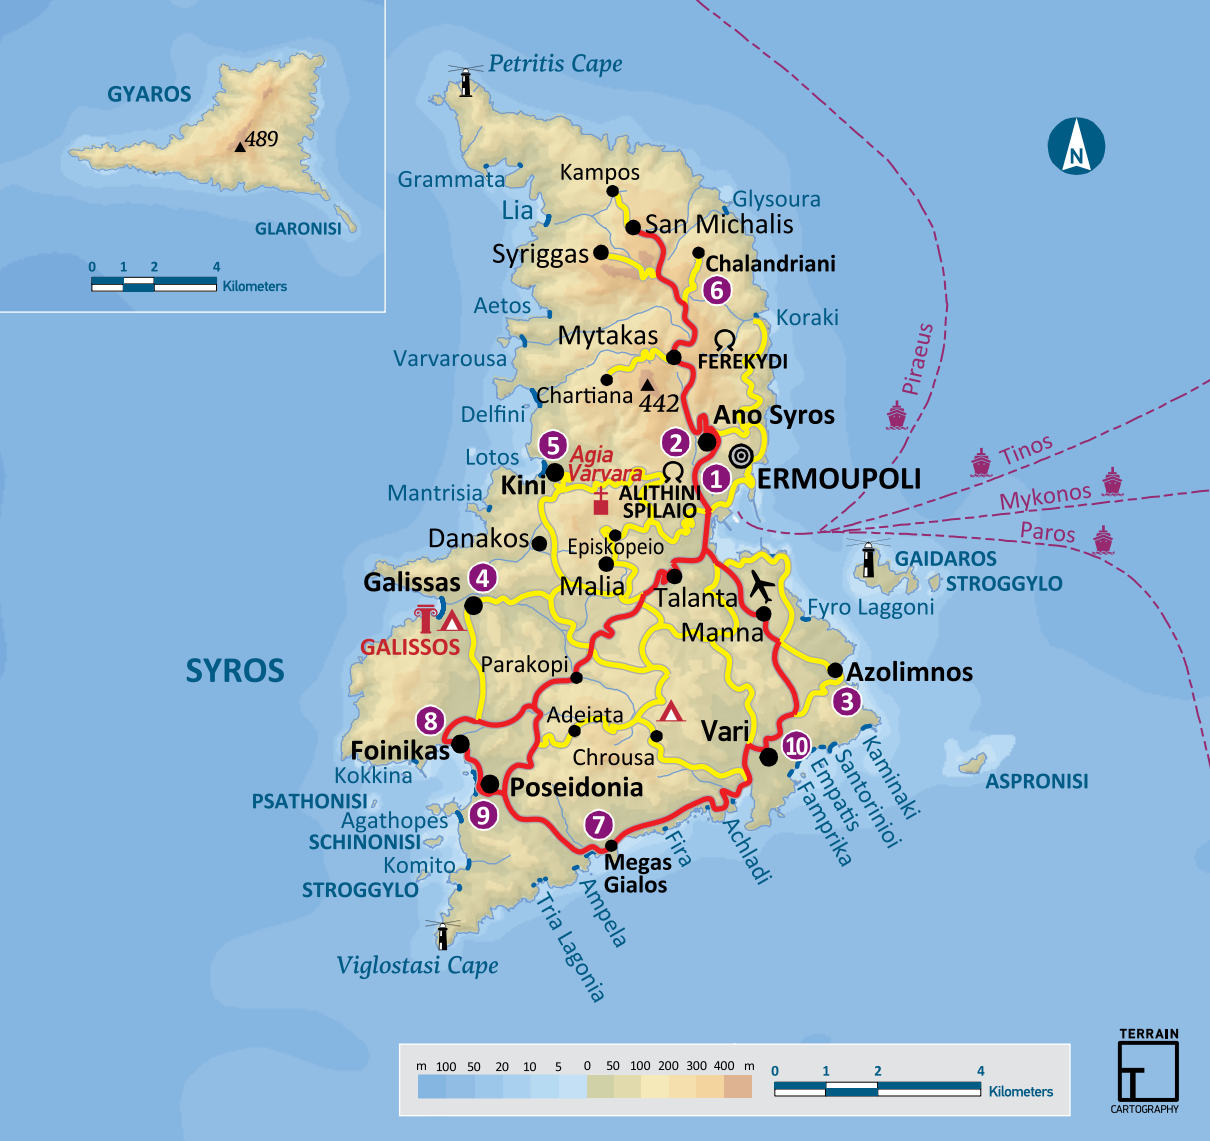 Petritis Cape
GYAROS
489
N
Kampos
Grammata
Glysoura
Lia
San Michalis
GLARONISI
Syriggas
Chalandriani
0 1 2 4
Kilometers
6
Aetos
Koraki
Mytakas
Varvarousa
FEREKYDI
Piraeus
Chartiana
442
Delfini
Ano Syros
5
2
Agia
Varvara
Lotos
Tinos
Kini
1
ERMOUPOLI
Mantrisia
ALITHINI
SPILAIO
Mykonos
Paros
Danakos
Episkopeio
GAIDAROS
Galissas
4
Malia
STROGGYLO
Talanta
Fyro Laggoni
Manna
GALISSOS
SYROS
Parakopi
Azolimnos
3
8
Adeiata
Vari
Foinikas
Chrousa
10
Kaminaki
Santorinioi
Empatis
Famprika
Kokkina
ASPRONISI
Poseidonia
PSATHONISI
Agathopes
9
7
SCHINONISI
Fira
Achladi
Komito
Megas
Gialos
STROGGYLO
Ampela
Tria Lagonia
Viglostasi Cape
m 100 50 20 10 5 0 50 100 200 300 400 m
0 1 2 4
Kilometers
TERRAIN
T
CARTOGRAPHY